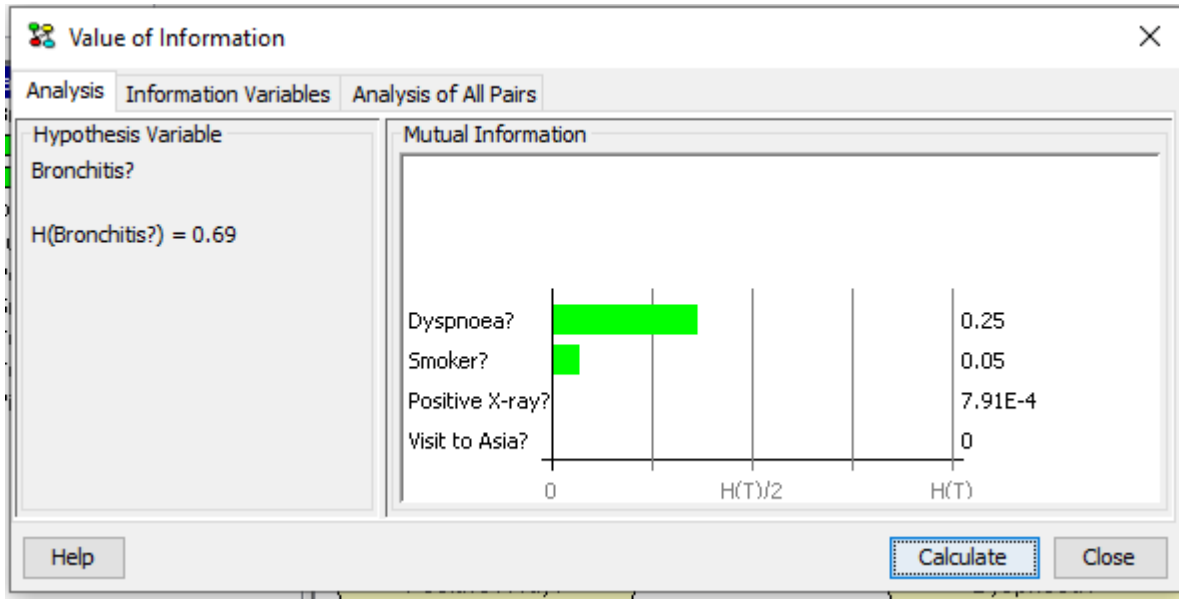 Value of Information
Analysis Information Variables Analysis of All Pairs
Hypothesis Variable
Bronchitis?
H(Bronchitis?) = 0.69
Mutual Information
Dyspnoea? 0.25
Smoker? 0.05
Positive X-ray? 7.91E-4
Visit to Asia? 0
0 H(T)/2 H(T)
Help Calculate Close